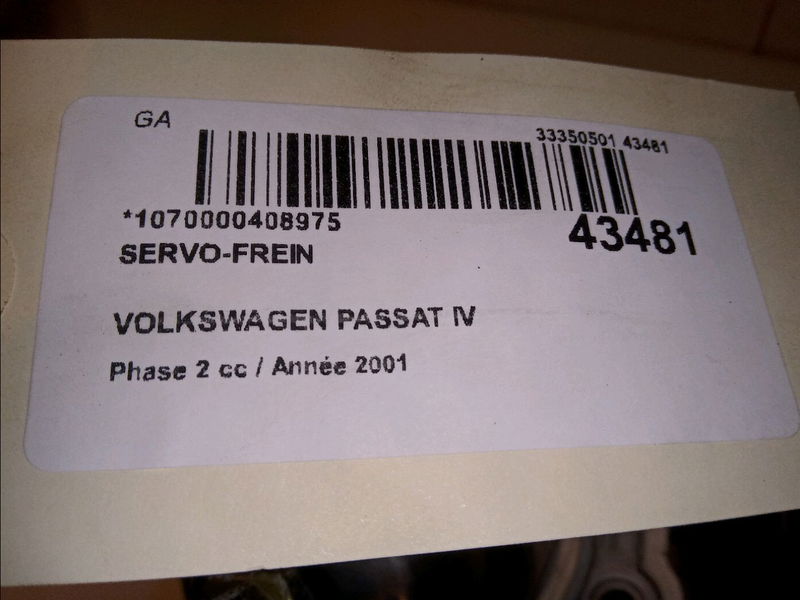 GA
33350501 43481
*1070000408975
43481
SERVO-FREIN
VOLKSWAGEN PASSAT IV
Phase 2 cc / Année 2001